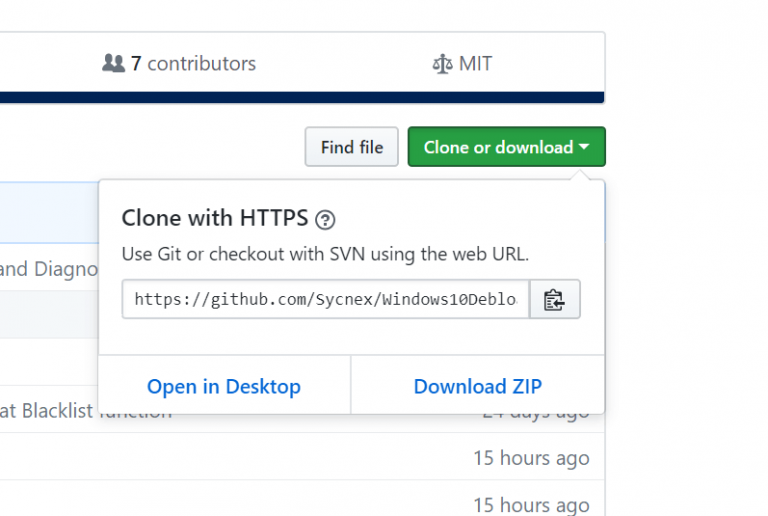 7 contributors
MIT
Find file
Clone or download
Clone with HTTPS
Use Git or checkout with SVN using the web URL.
and Diagno
https://github.com/Sycnex/Windows10Deblo
Open in Desktop
Download ZIP
at Blacklist function
24 days ago
15 hours ago
15 hours ago